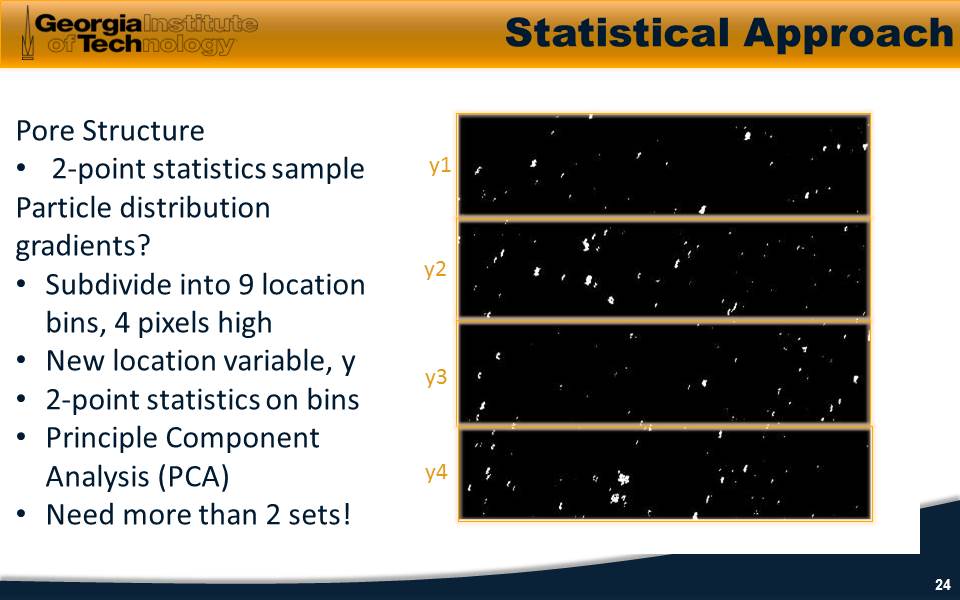 Georgia Institute
of Technology
Statistical Approach
Pore Structure
• 2-point statistics sample
Particle distribution
gradients?
• Subdivide into 9 location
bins, 4 pixels high
• New location variable, y
• 2-point statistics on bins
• Principle Component
Analysis (PCA)
• Need more than 2 sets!
y1
y2
y3
y4
24